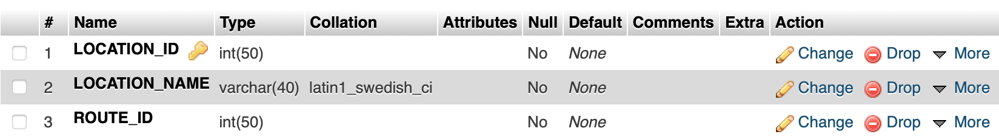 # Name Type Collation Attributes Null Default Comments Extra Action
1 LOCATION_ID int(50) No None Change Drop More
2 LOCATION_NAME varchar(40) latin1_swedish_ci No None Change Drop More
3 ROUTE_ID int(50) No None Change Drop More